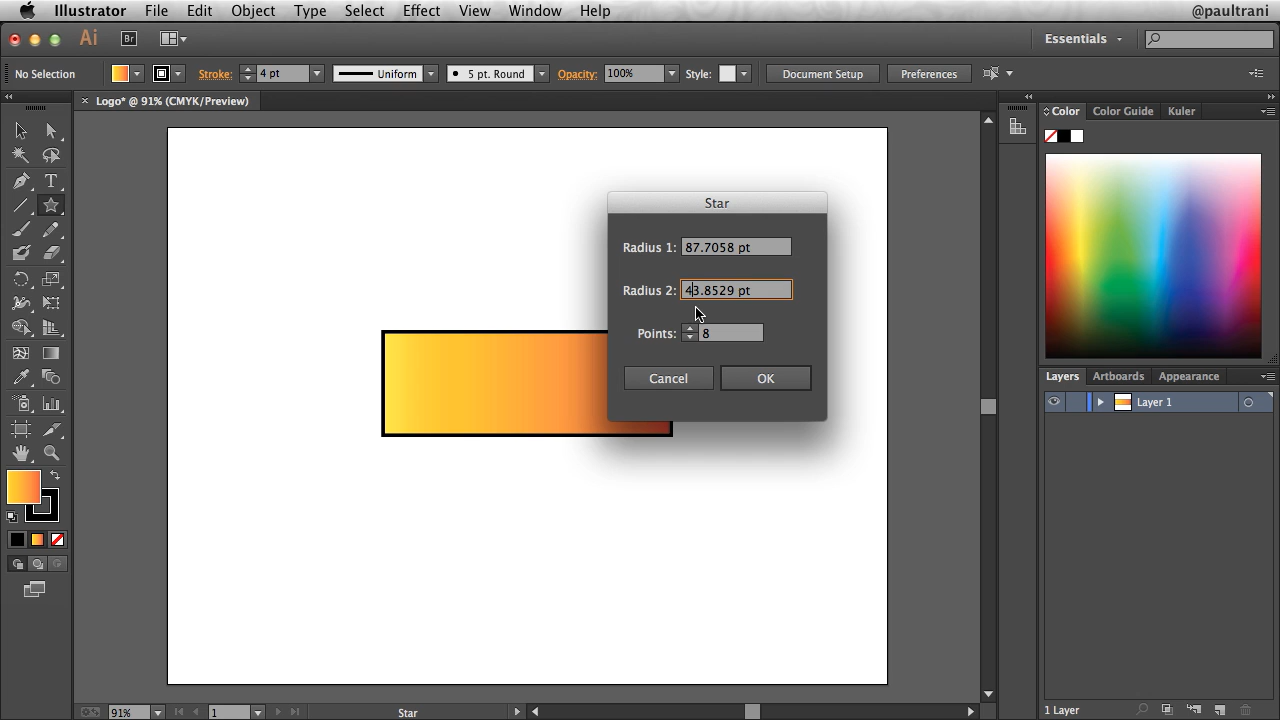 Illustrator File Edit Object Type Select Effect View Window Help @paultrani
Ai Br Essentials
No Selection Stroke: 4 pt Uniform 5 pt. Round Opacity: 100% Style: Document Setup Preferences
× Logo* @ 91% (CMYK/Preview)
Color Color Guide Kuler
Star
Radius 1: 87.7058 pt
Radius 2: 43.8529 pt
Points: 8
Cancel OK
Layers Artboards Appearance
Layer 1
91% 1 Star 1 Layer